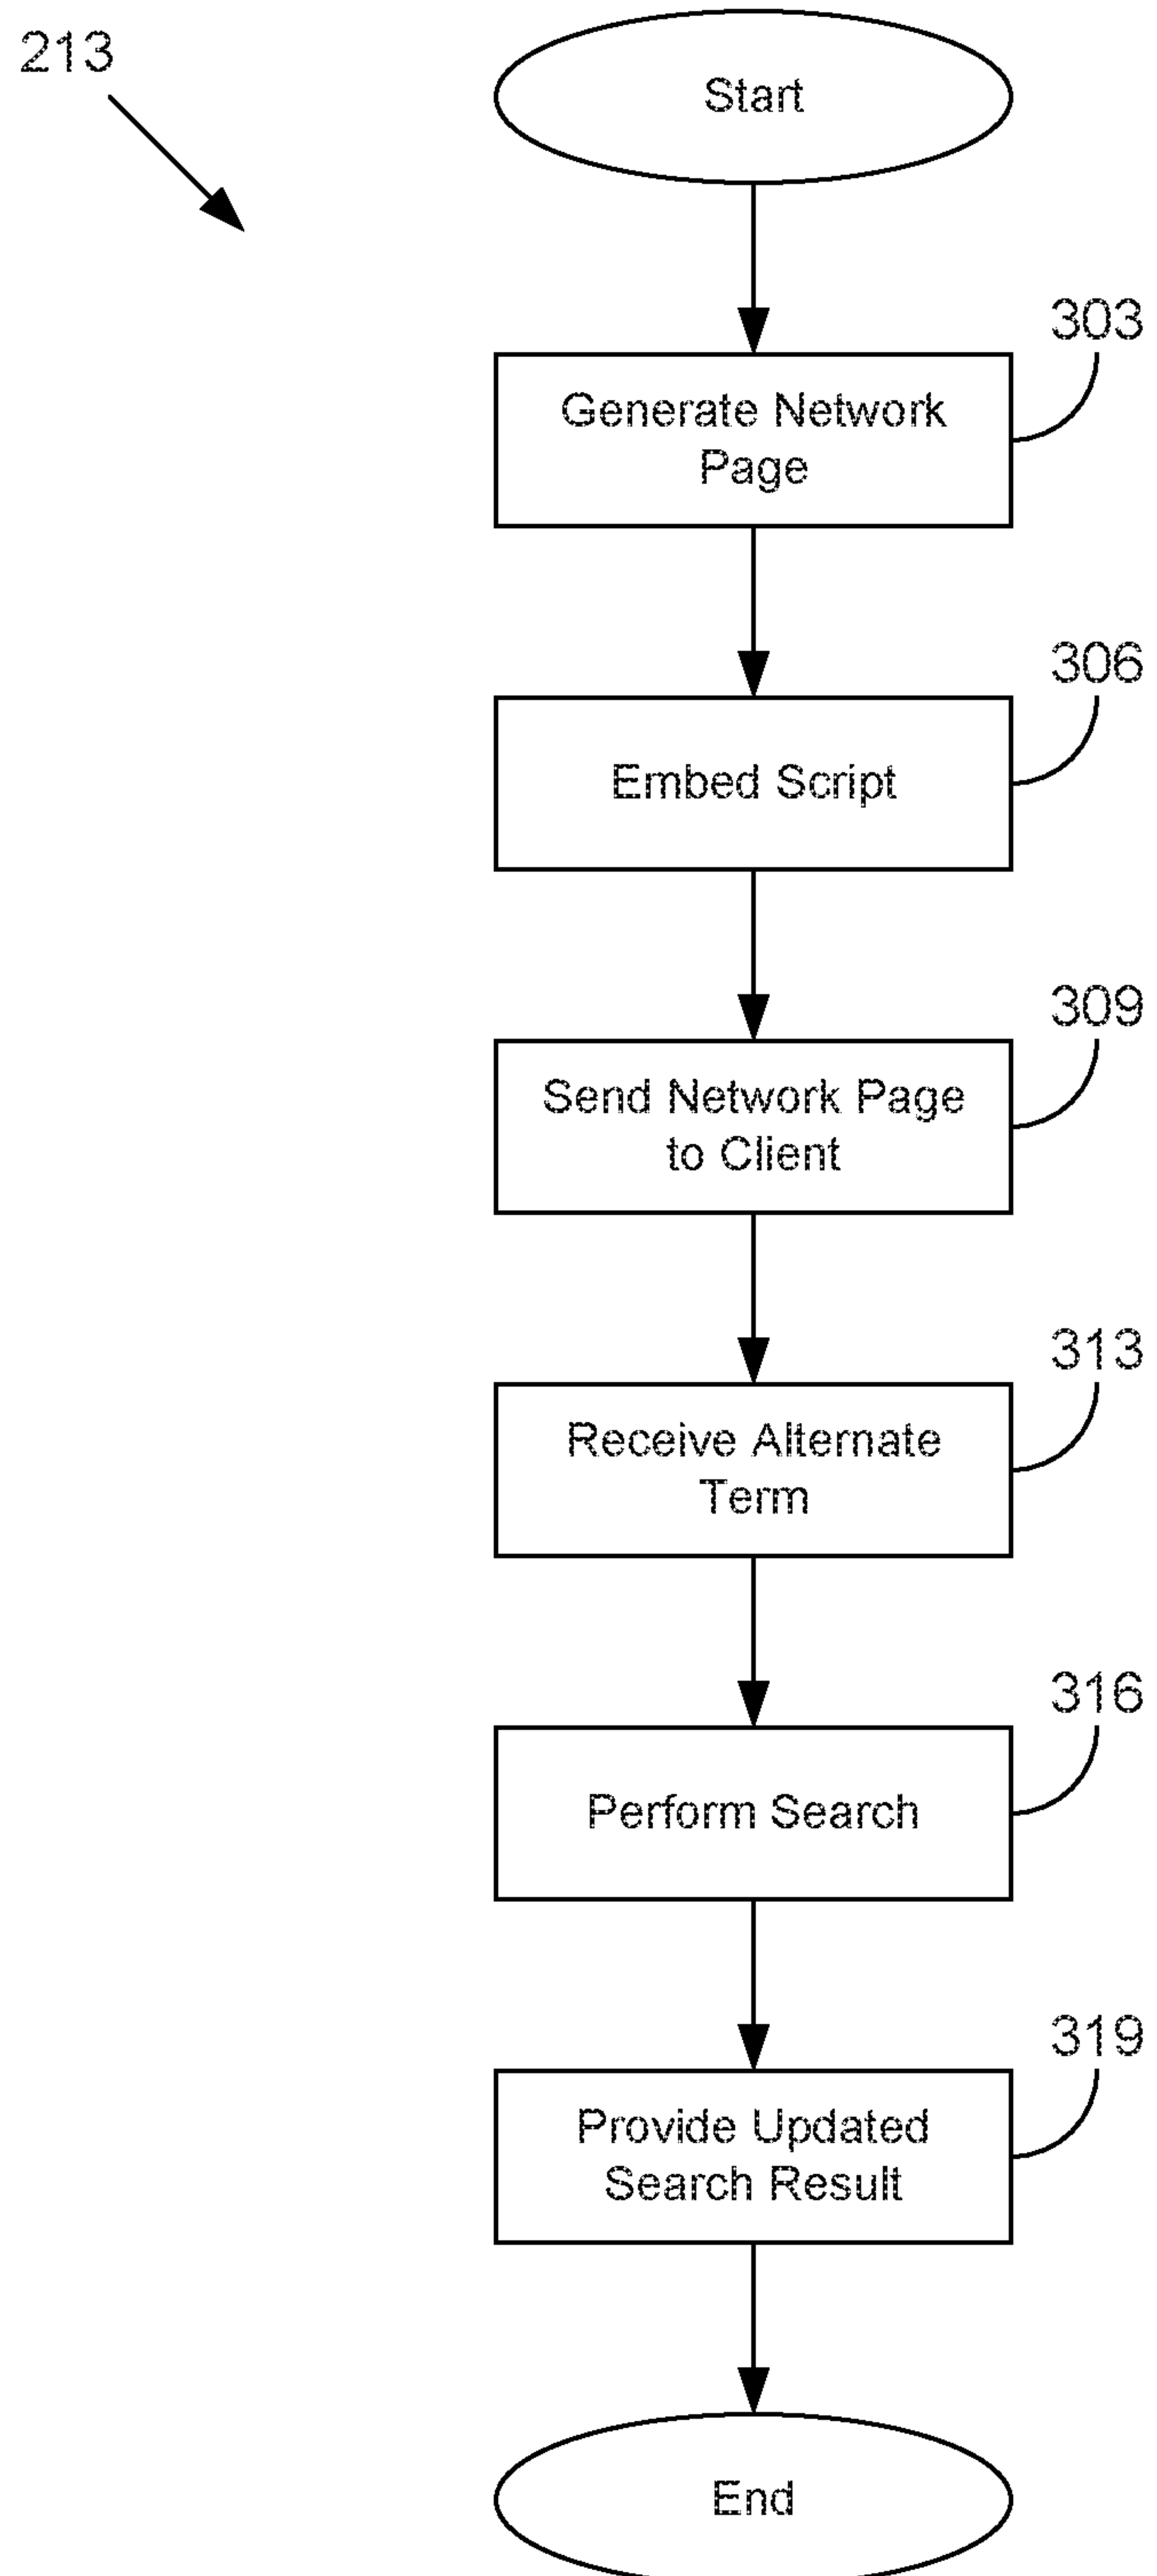 213
Start
303
Generate Network
Page
306
Embed Script
309
Send Network Page
to Client
313
Receive Alternate
Term
316
Perform Search
319
Provide Updated
Search Result
End